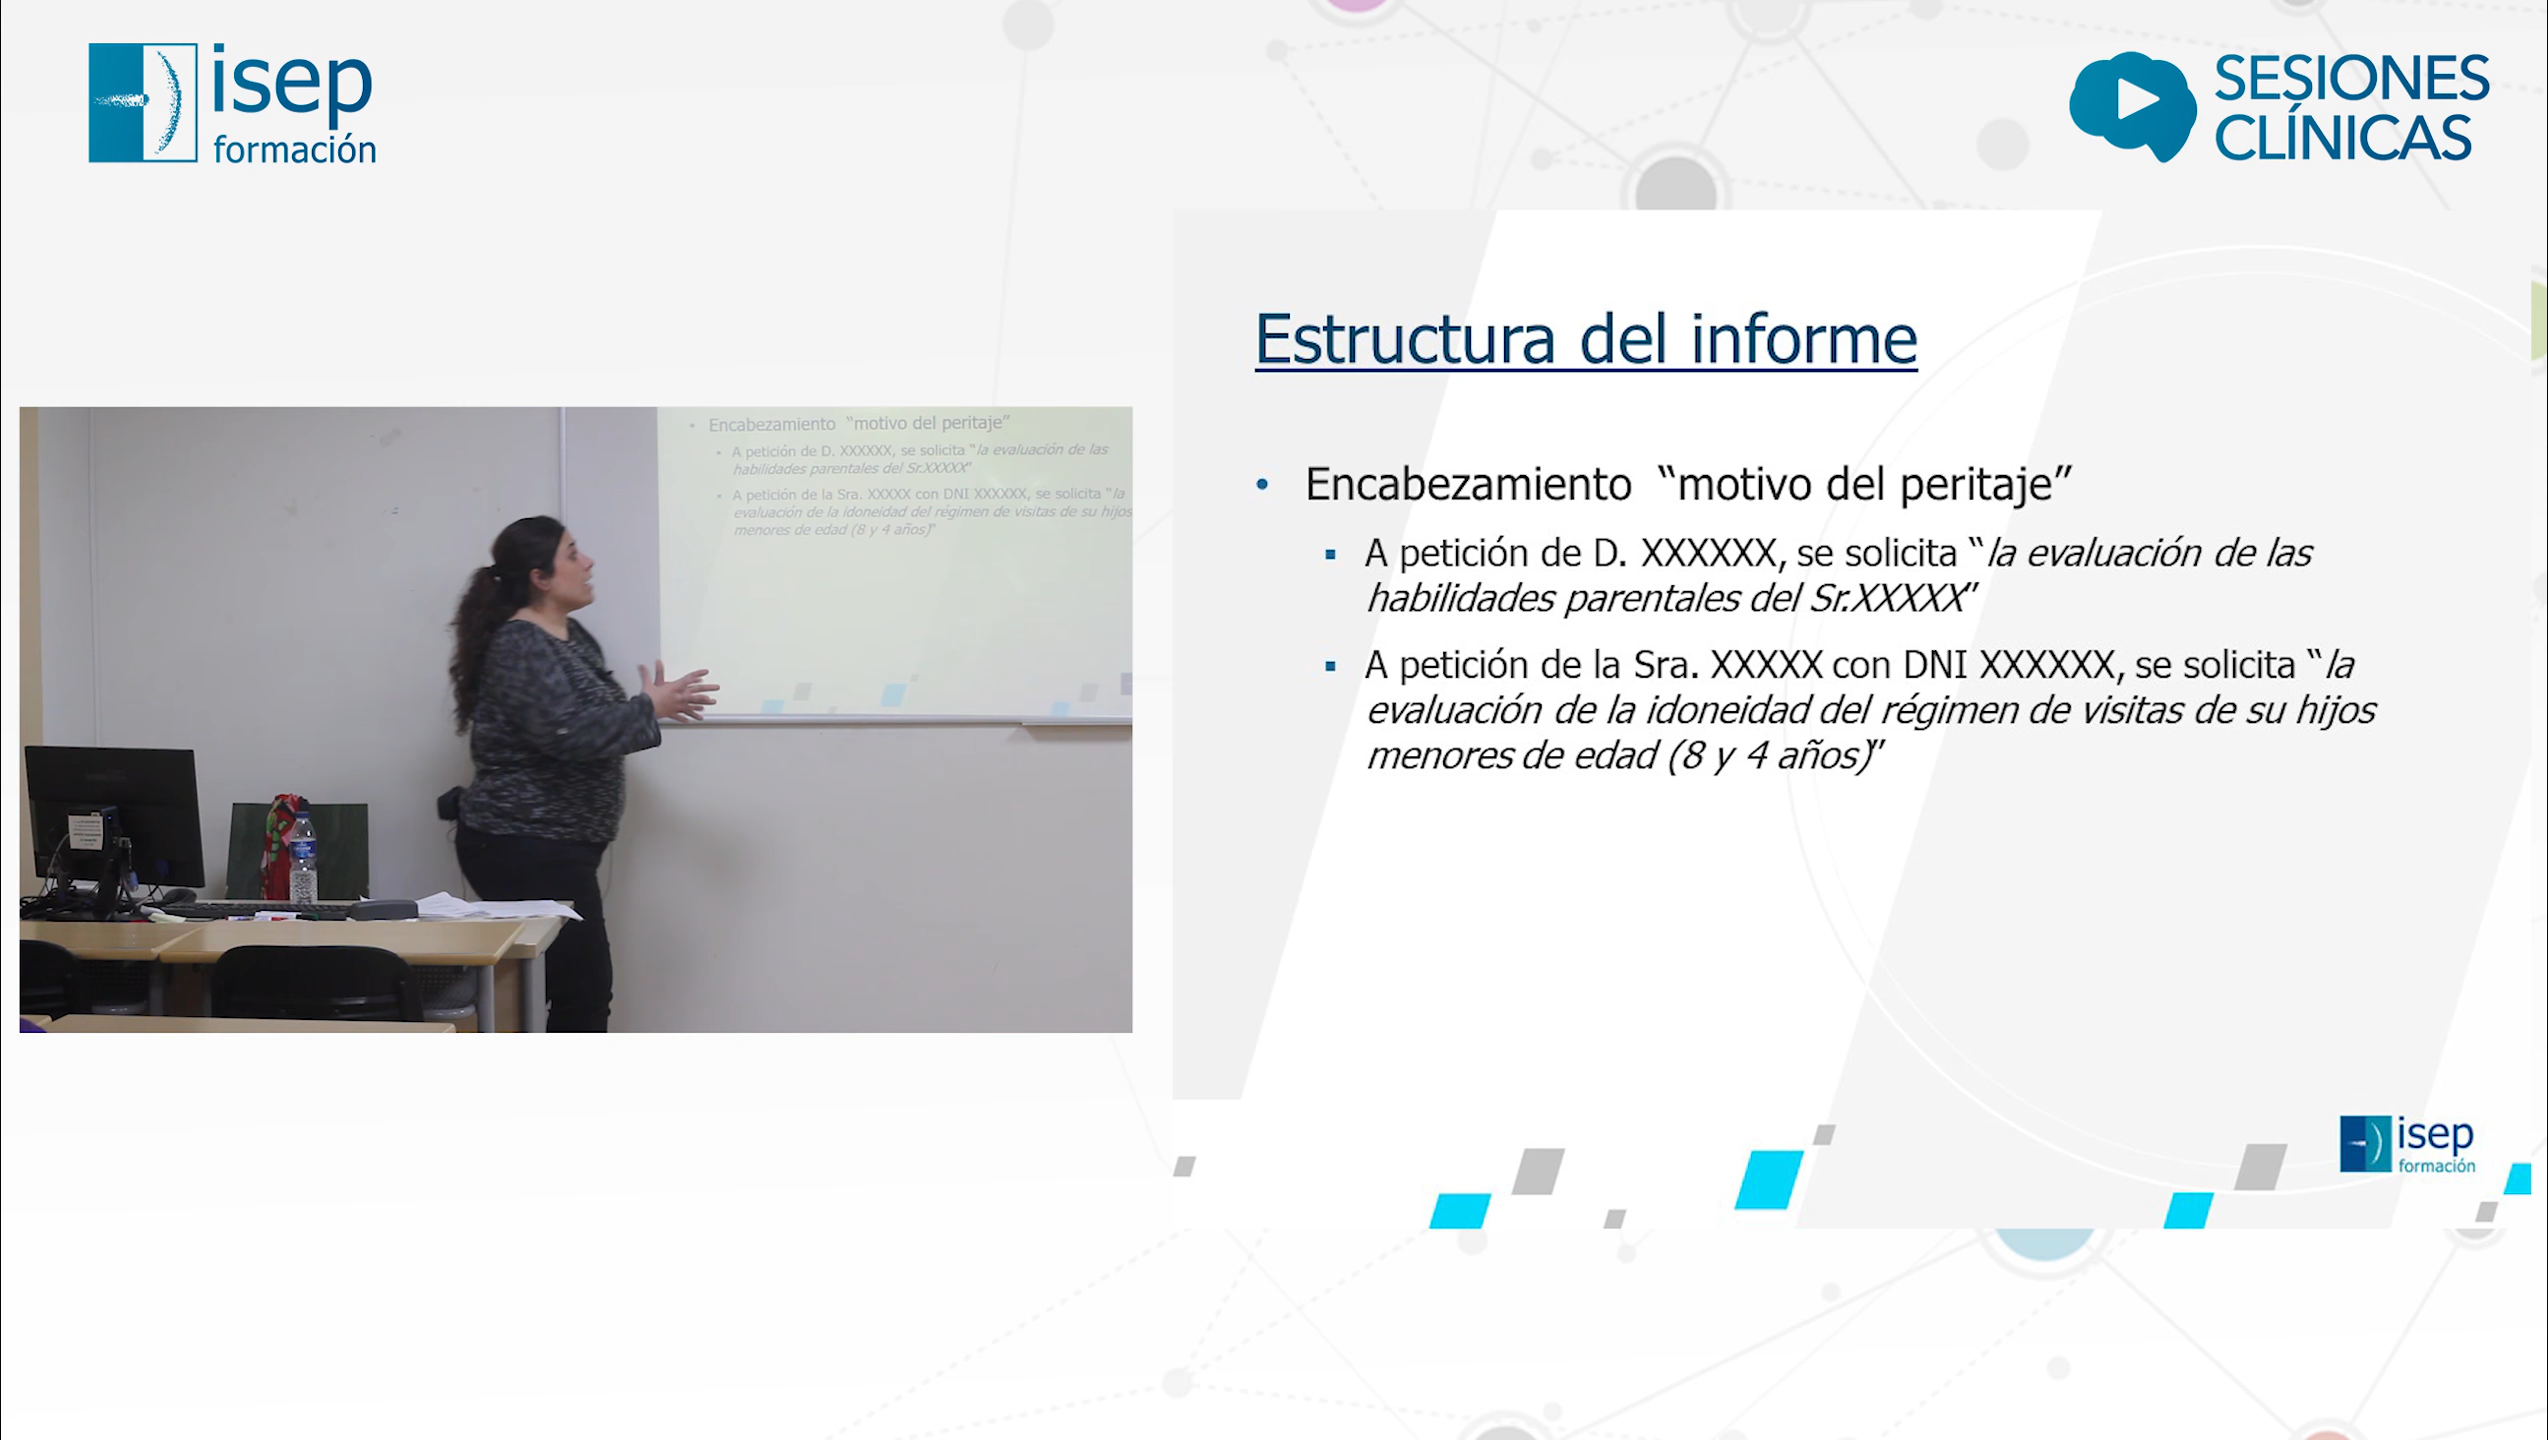 isep
formación
SESIONES
CLÍNICAS
Encabezamiento “motivo del peritaje”
A petición de D. XXXXXX, se solicita “la evaluación de las
habilidades parentales del Sr.XXXXX”
A petición de la Sra. XXXXX con DNI XXXXXX, se solicita “la
evaluación de la idoneidad del régimen de visitas de su hijos
menores de edad (8 y 4 años)”
Estructura del informe
• Encabezamiento “motivo del peritaje”
▪ A petición de D. XXXXXX, se solicita “la evaluación de las
habilidades parentales del Sr.XXXXX”
▪ A petición de la Sra. XXXXX con DNI XXXXXX, se solicita “la
evaluación de la idoneidad del régimen de visitas de su hijos
menores de edad (8 y 4 años)”
isep
formación